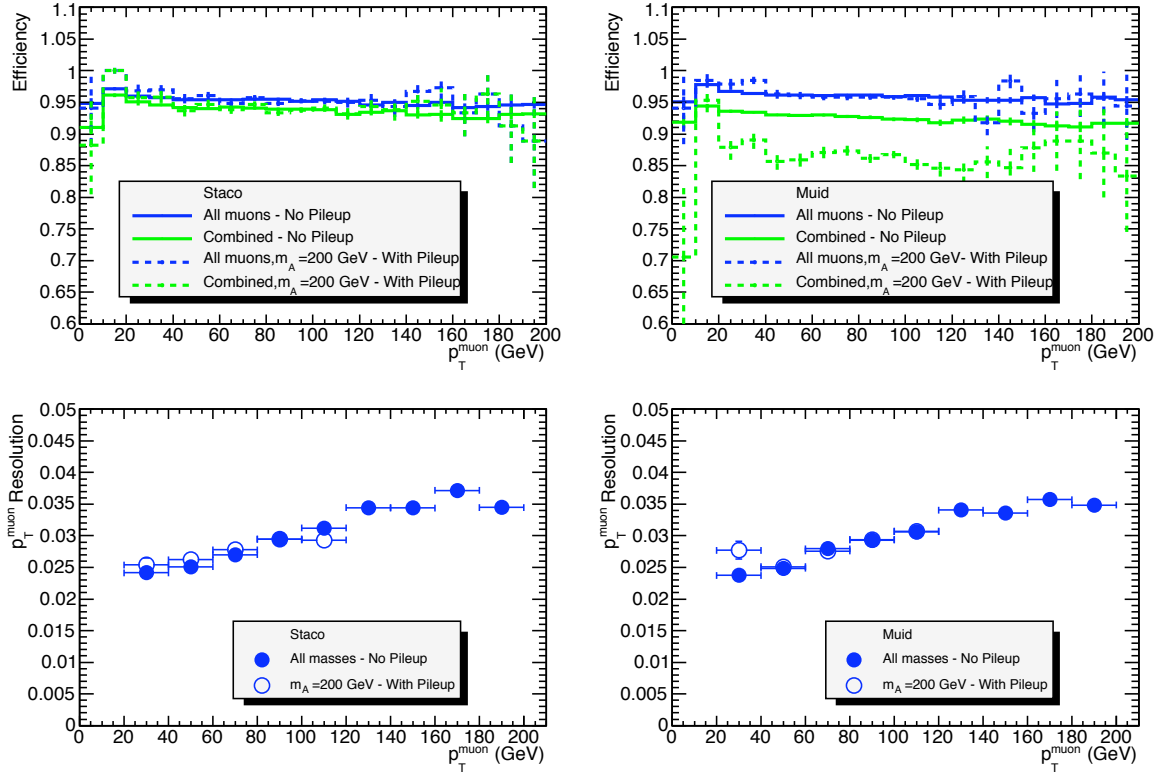 Efficiency
1.1
1.05
1
0.95
0.9
0.85
0.8
0.75
0.7
0.65
0.6
Staco
All muons - No Pileup
Combined - No Pileup
All muons,m_A =200 GeV - With Pileup
Combined,m_A =200 GeV - With Pileup
0 20 40 60 80 100 120 140 160 180 200
p_T^muon (GeV)
Efficiency
1.1
1.05
1
0.95
0.9
0.85
0.8
0.75
0.7
0.65
0.6
Muid
All muons - No Pileup
Combined - No Pileup
All muons,m_A =200 GeV- With Pileup
Combined,m_A =200 GeV - With Pileup
0 20 40 60 80 100 120 140 160 180 200
p_T^muon (GeV)
p_T^muon Resolution
0.05
0.045
0.04
0.035
0.03
0.025
0.02
0.015
0.01
0.005
0
Staco
All masses - No Pileup
m_A =200 GeV - With Pileup
0 20 40 60 80 100 120 140 160 180 200
p_T^muon (GeV)
p_T^muon Resolution
0.05
0.045
0.04
0.035
0.03
0.025
0.02
0.015
0.01
0.005
0
Muid
All masses - No Pileup
m_A =200 GeV - With Pileup
0 20 40 60 80 100 120 140 160 180 200
p_T^muon (GeV)